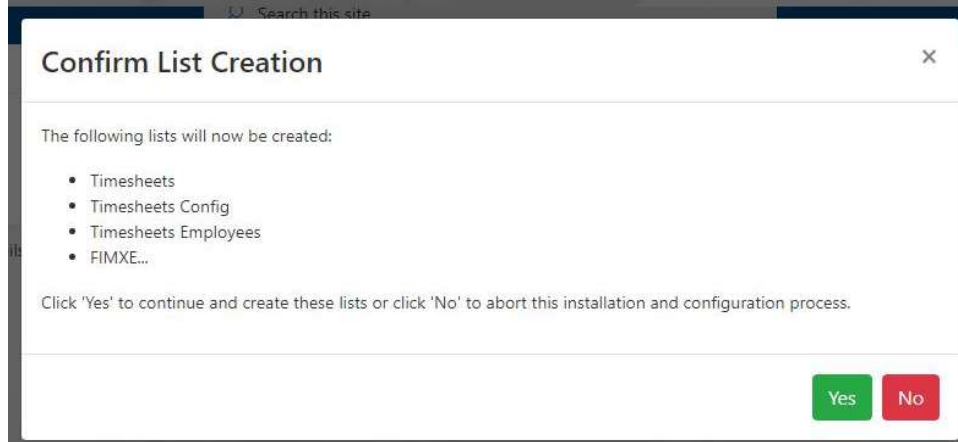 Search this site
Confirm List Creation
×
The following lists will now be created:
• Timesheets
• Timesheets Config
• Timesheets Employees
• FIMXE...
Click 'Yes' to continue and create these lists or click 'No' to abort this installation and configuration process.
Yes
No